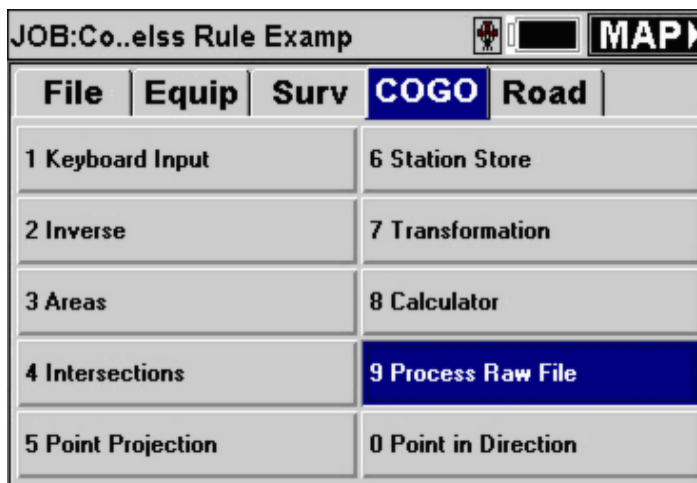 JOB:Co..elss Rule Examp MAP
File Equip Surv COGO Road
1 Keyboard Input
6 Station Store
2 Inverse
7 Transformation
3 Areas
8 Calculator
4 Intersections
9 Process Raw File
5 Point Projection
0 Point in Direction